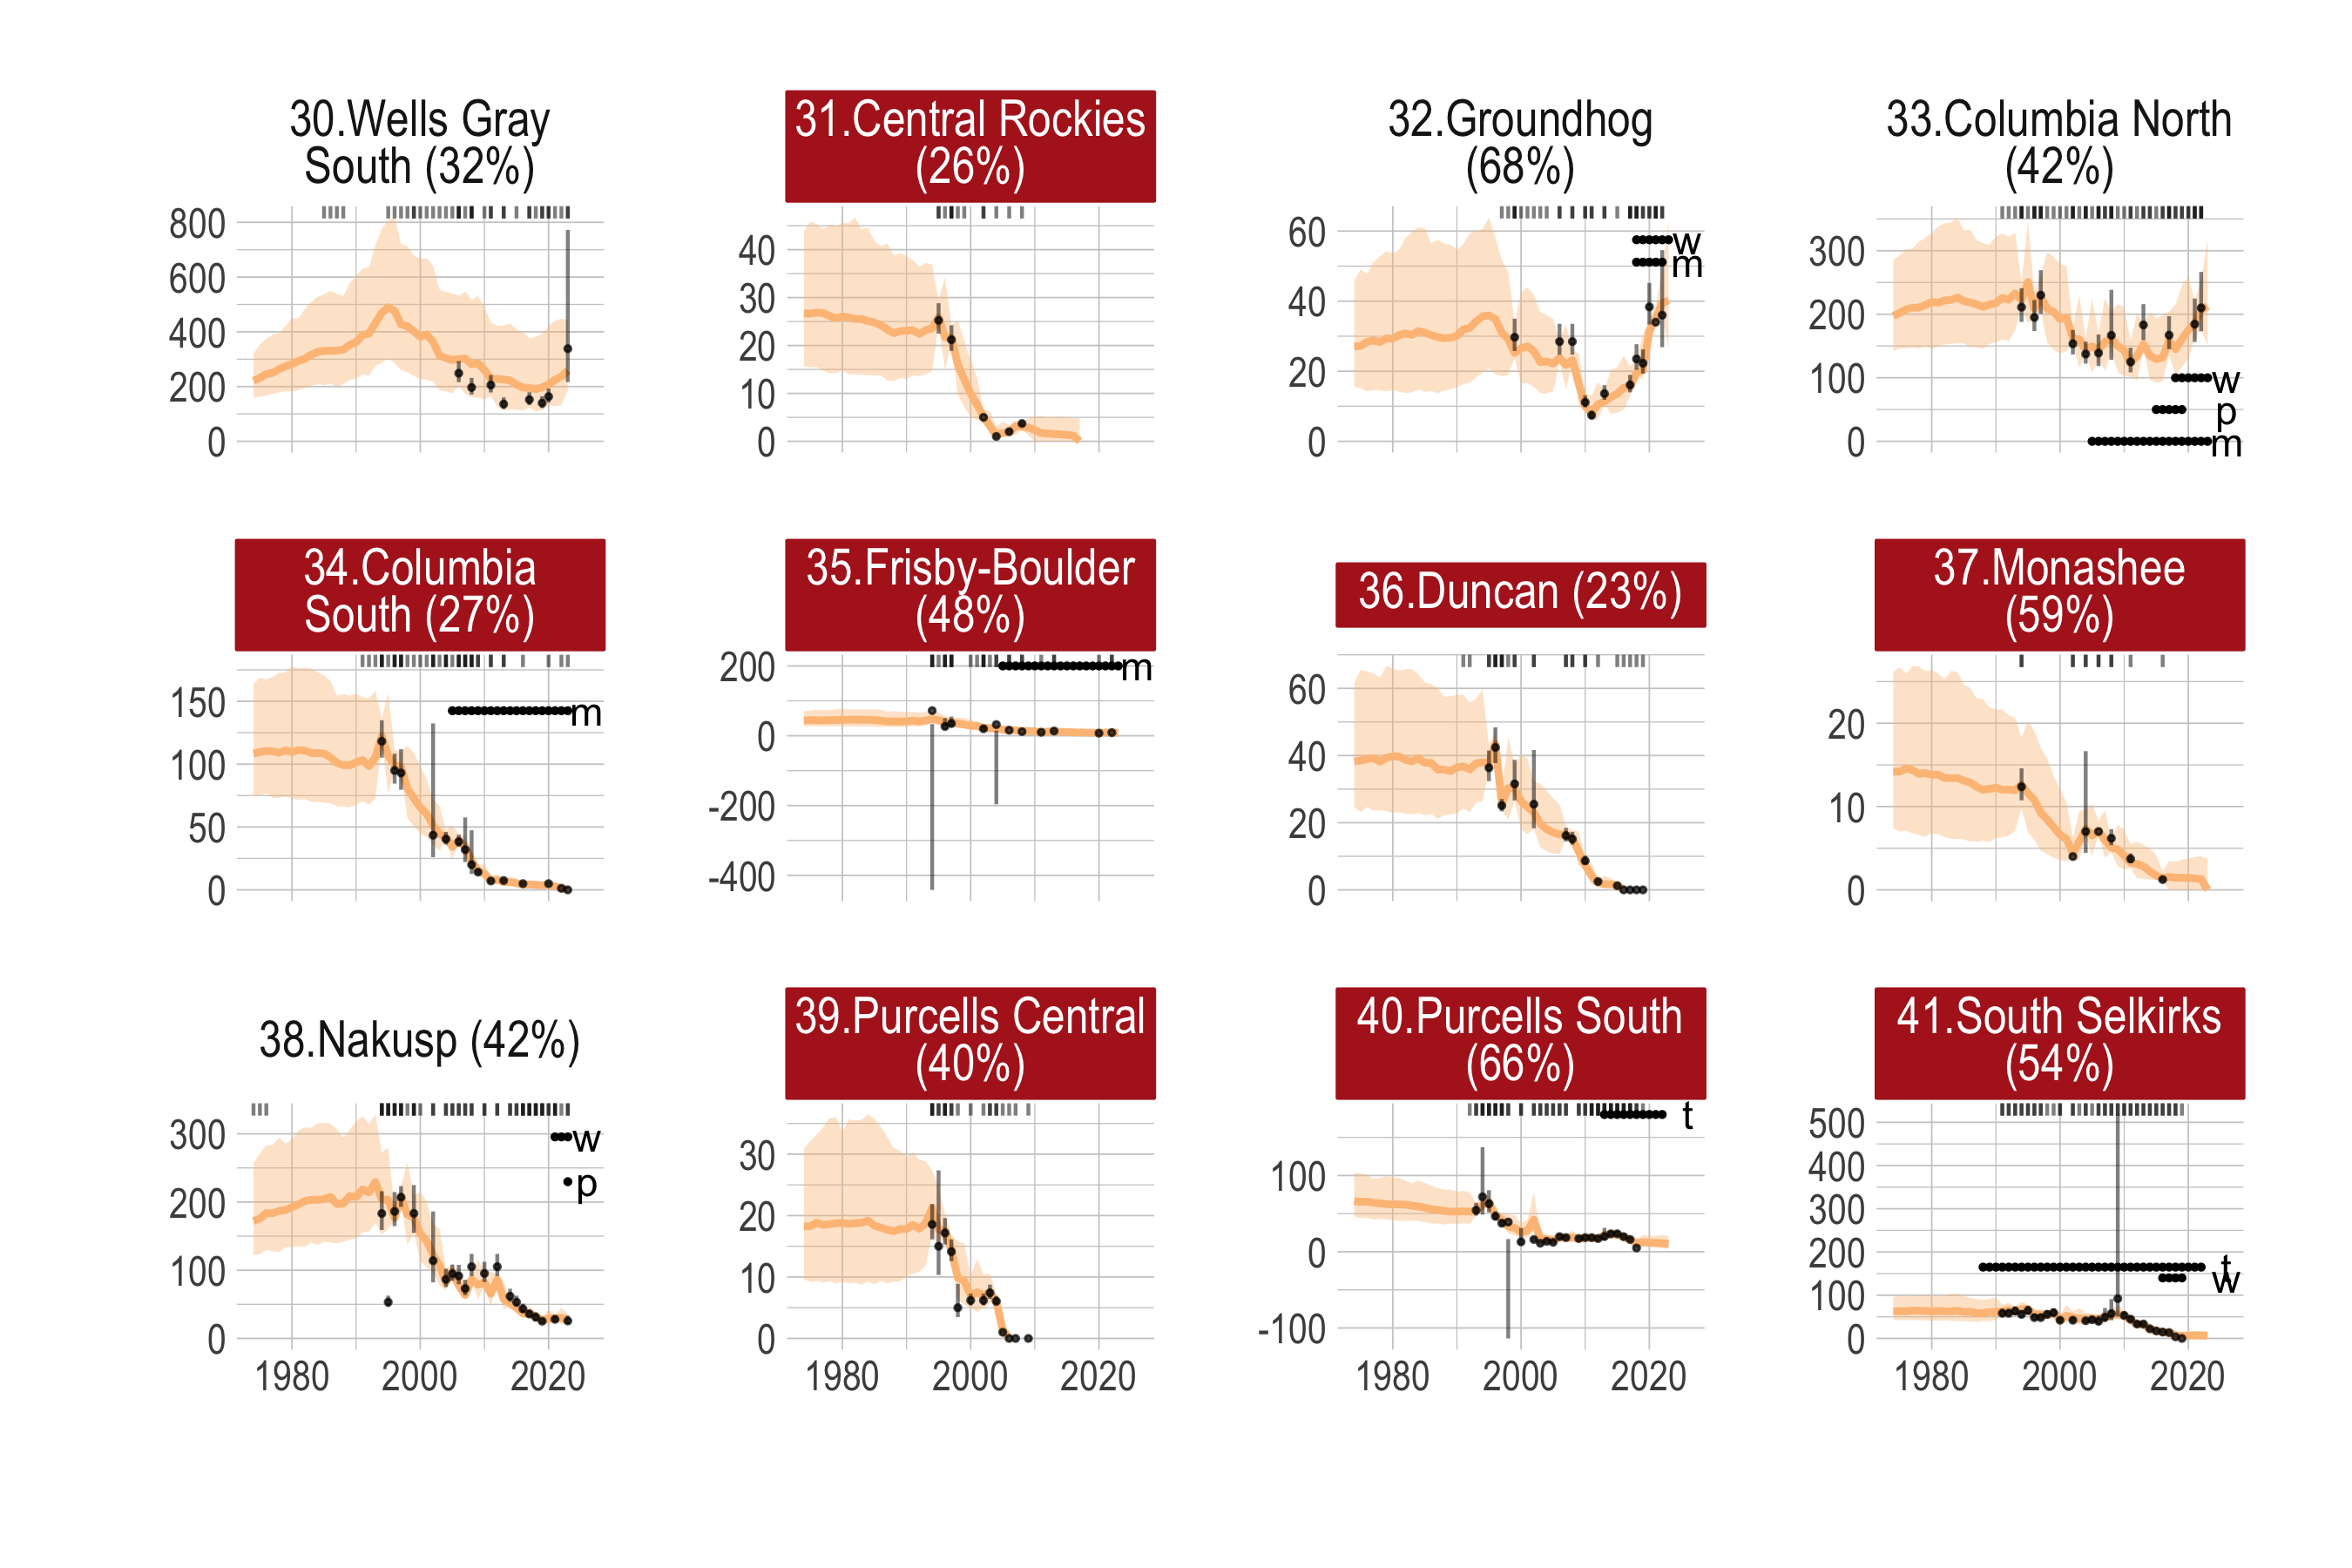 30.Wells Gray
South (32%)
31.Central Rockies
(26%)
32.Groundhog
(68%)
33.Columbia North
(42%)
800
600
400
200
0
40
30
20
10
0
60
40
20
0
w
m
300
200
100
0
w
p
m
34.Columbia
South (27%)
35.Frisby-Boulder
(48%)
36.Duncan (23%)
37.Monashee
(59%)
150
100
50
0
m
200
0
-200
-400
m
60
40
20
0
20
10
0
38.Nakusp (42%)
39.Purcells Central
(40%)
40.Purcells South
(66%)
41.South Selkirks
(54%)
300
200
100
0
w
p
30
20
10
0
100
0
-100
t
500
400
300
200
100
0
t
w
1980 2000 2020
1980 2000 2020
1980 2000 2020
1980 2000 2020